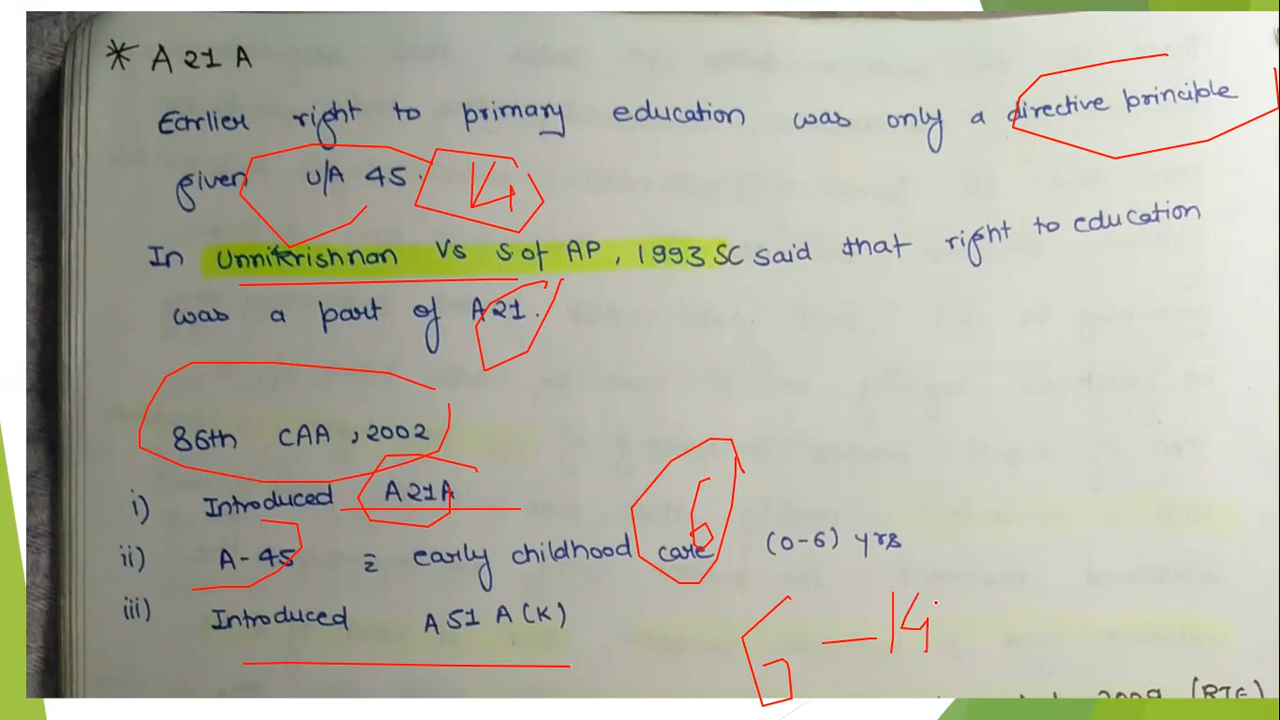 * A 21 A
Earlier right to primary education was only a directive principle
given U/A 45. 14
In Unnikrishnan Vs S of AP, 1993 SC said that right to education
was a part of A21.
86th CAA, 2002
i) Introduced A21A
6
ii) A-45 = early childhood care (0-6) yrs
iii) Introduced A51 A(K)
6 — 14
2009 (RTE)